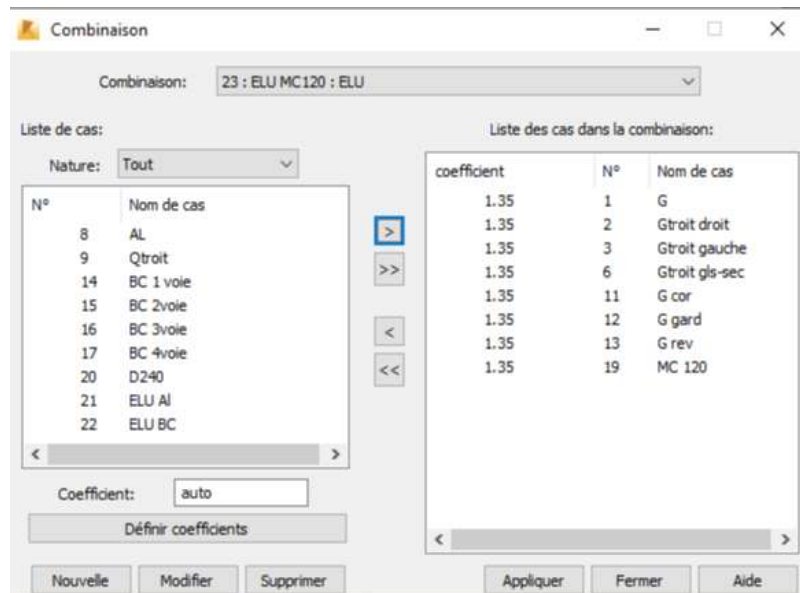 Combinaison
Combinaison: 23 : ELU MC120 : ELU
Liste de cas:
Nature: Tout
N° Nom de cas
8 AL
9 Qtroit
14 BC 1 voie
15 BC 2voie
16 BC 3voie
17 BC 4voie
20 D240
21 ELU Al
22 ELU BC
Coefficient: auto
Définir coefficients
Nouvelle Modifier Supprimer
>
>>
<
<<
Liste des cas dans la combinaison:
coefficient N° Nom de cas
1.35 1 G
1.35 2 Gtroit droit
1.35 3 Gtroit gauche
1.35 6 Gtroit gls-sec
1.35 11 G cor
1.35 12 G gard
1.35 13 G rev
1.35 19 MC 120
Appliquer Fermer Aide